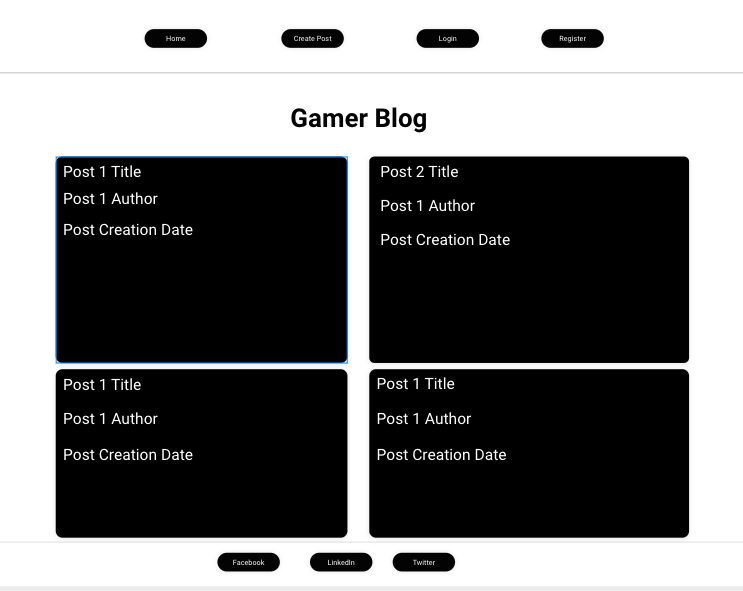 Home
Create Post
Login
Register
Gamer Blog
Post 1 Title
Post 1 Author
Post Creation Date
Post 2 Title
Post 1 Author
Post Creation Date
Post 1 Title
Post 1 Author
Post Creation Date
Post 1 Title
Post 1 Author
Post Creation Date
Facebook
LinkedIn
Twitter